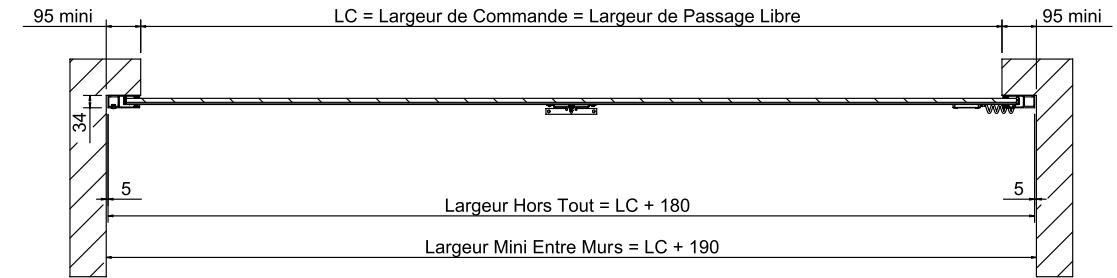 95 mini
LC = Largeur de Commande = Largeur de Passage Libre
95 mini
34
5
5
Largeur Hors Tout = LC + 180
Largeur Mini Entre Murs = LC + 190